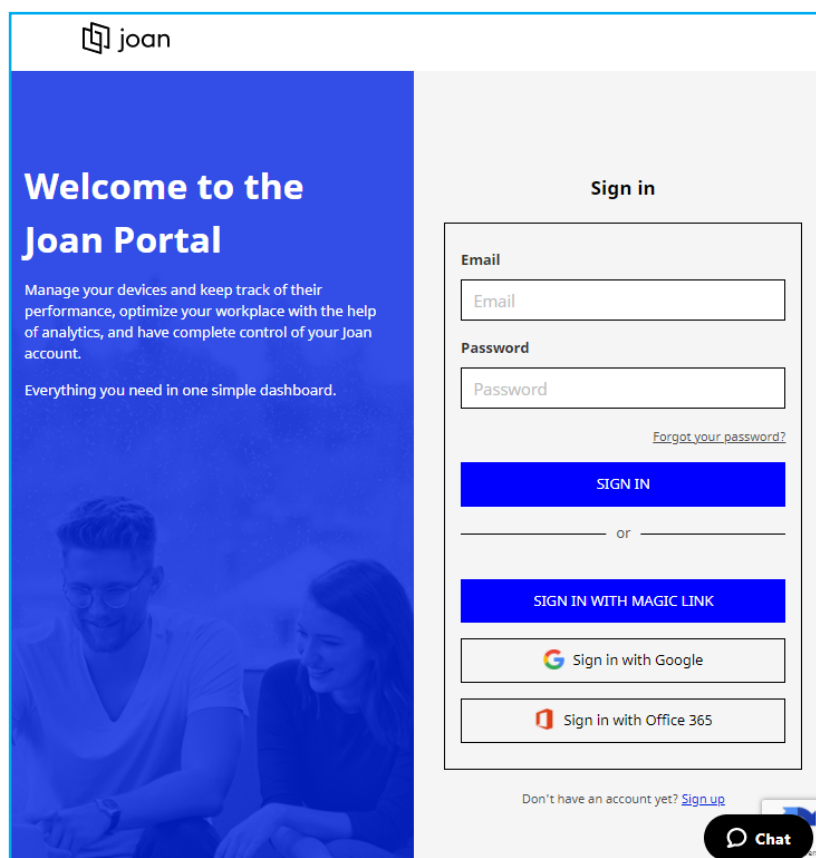 joan
Welcome to the
Joan Portal
Manage your devices and keep track of their
performance, optimize your workplace with the help
of analytics, and have complete control of your Joan
account.
Everything you need in one simple dashboard.
Sign in
Email
Email
Password
Password
Forgot your password?
SIGN IN
or
SIGN IN WITH MAGIC LINK
Sign in with Google
Sign in with Office 365
Don't have an account yet? Sign up
Chat